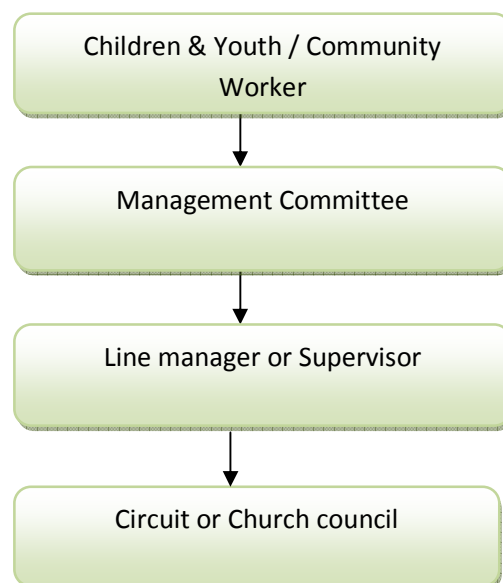 Children & Youth / Community
Worker
Management Committee
Line manager or Supervisor
Circuit or Church council